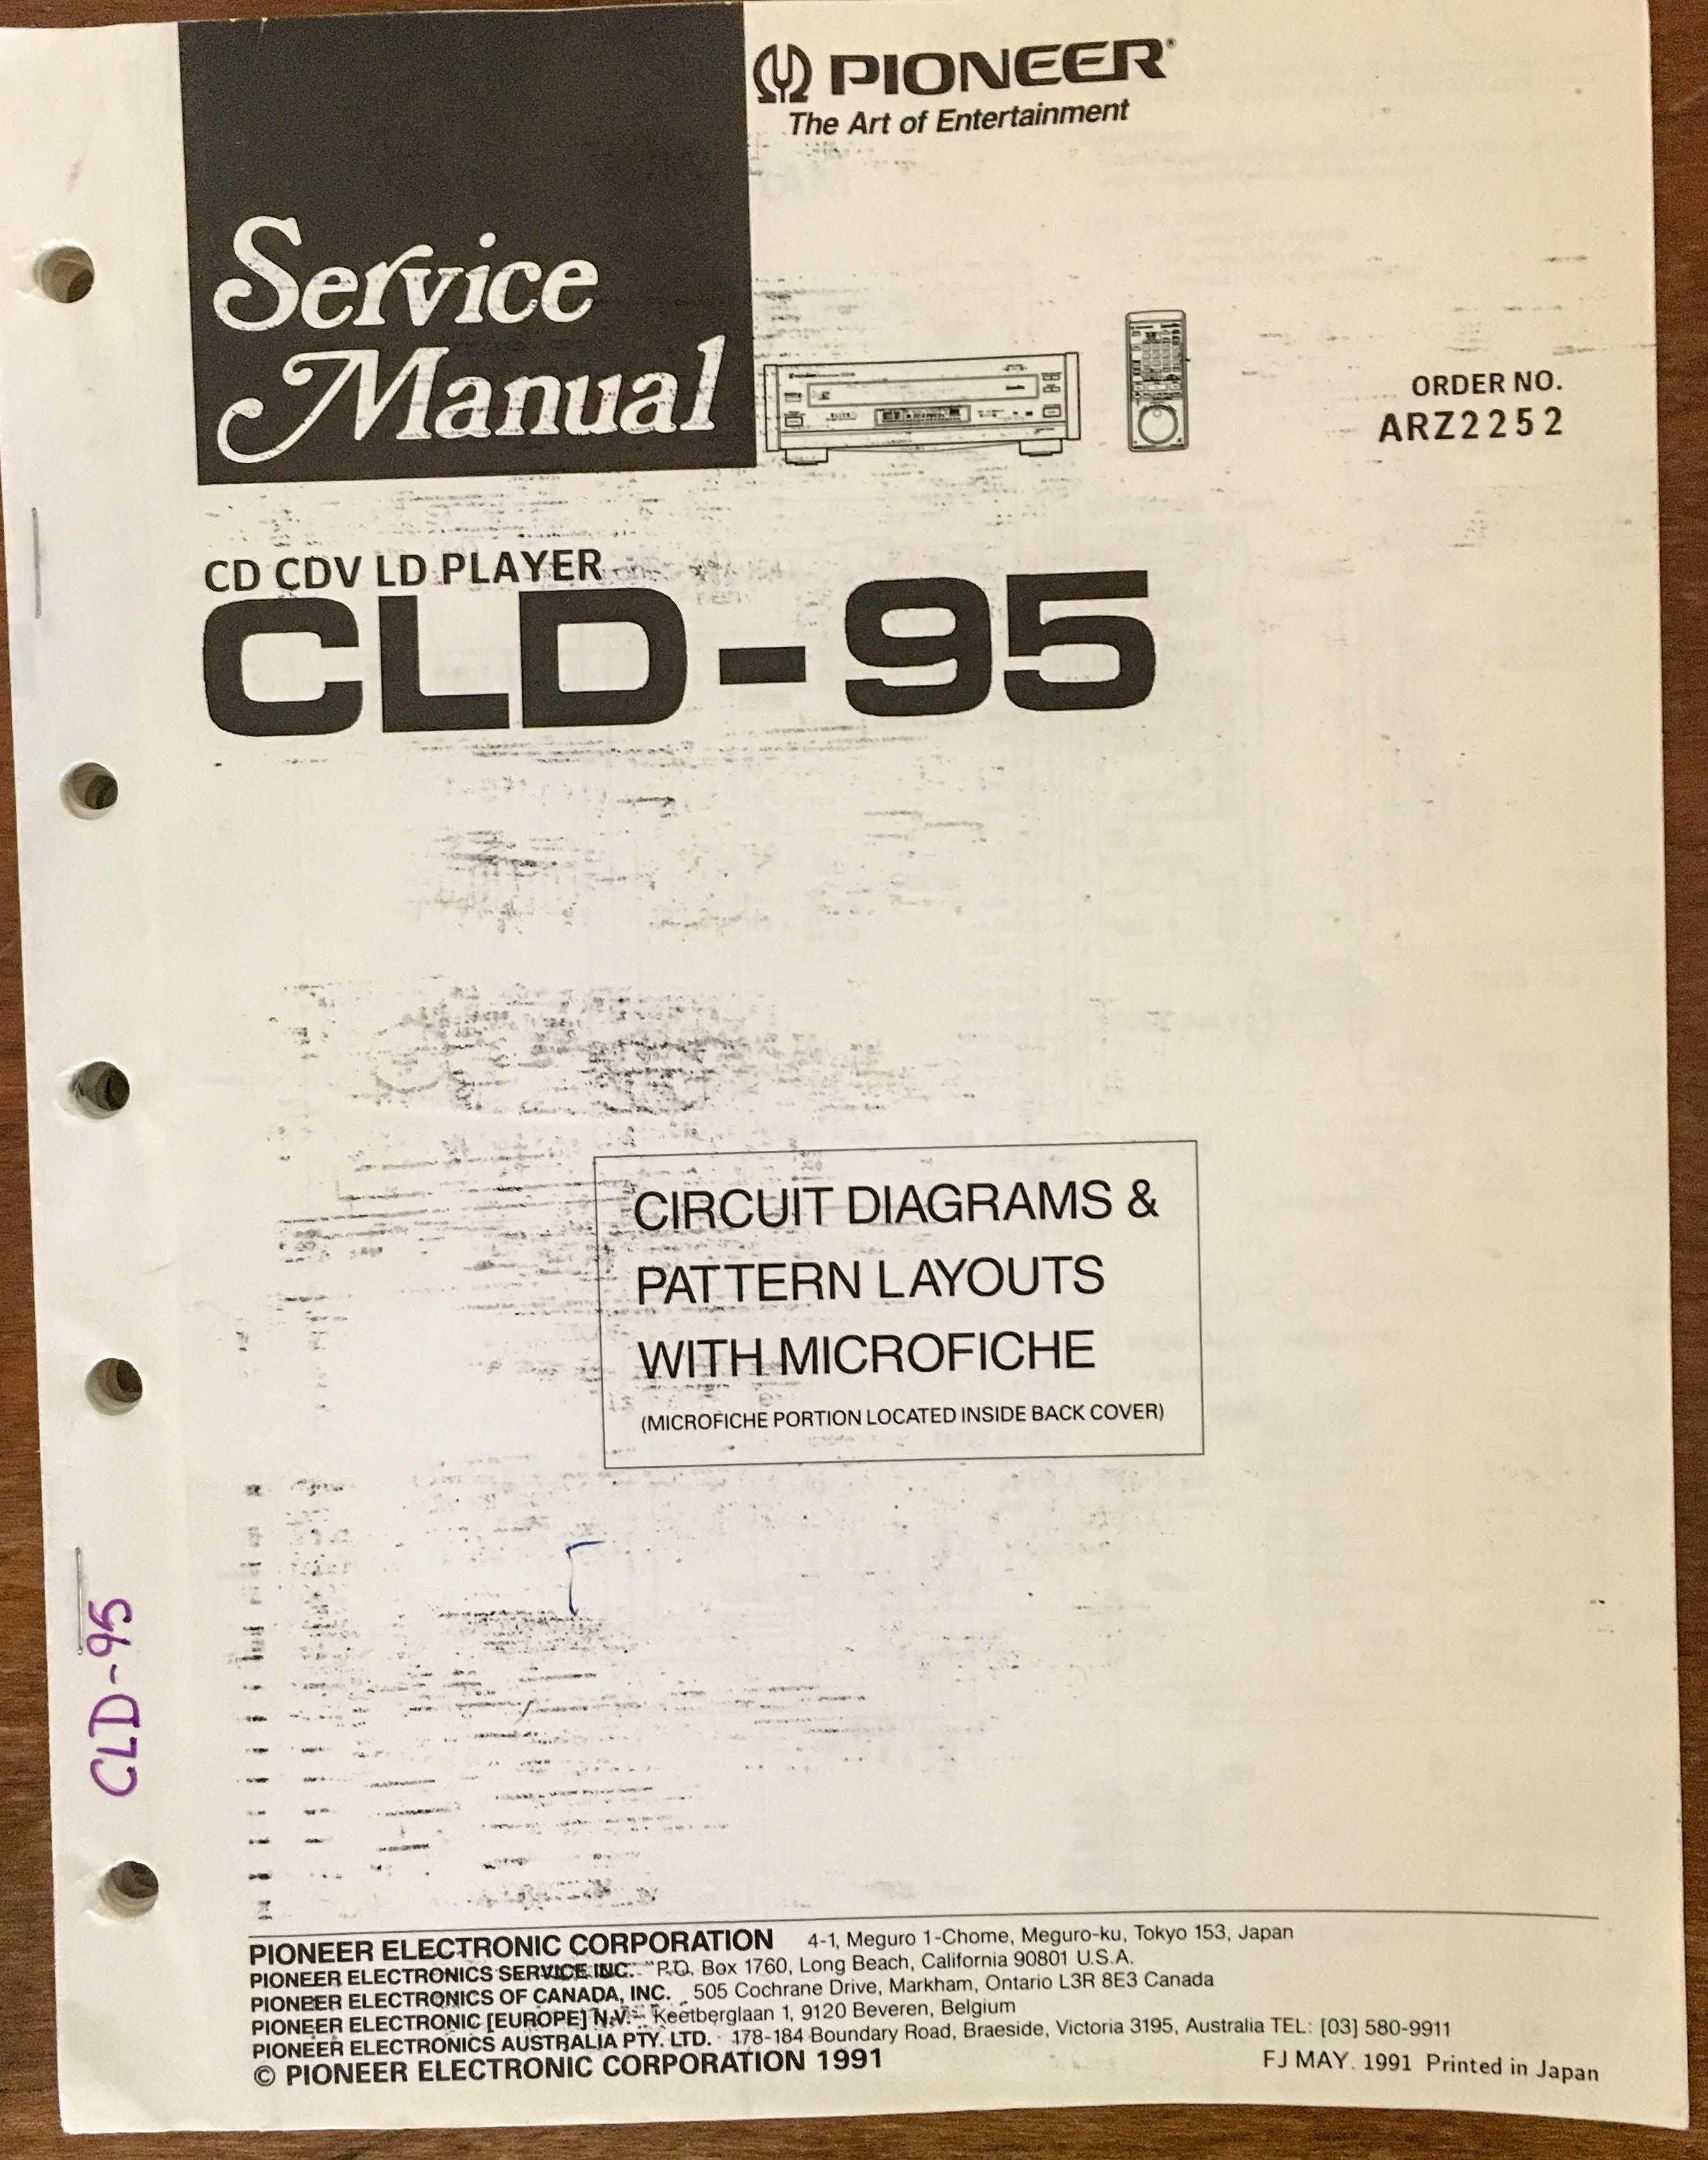 PIONEER®
The Art of Entertainment
Service
Manual
ORDER NO.
ARZ2252
CD CDV LD PLAYER
CLD-95
CIRCUIT DIAGRAMS &
PATTERN LAYOUTS
WITH MICROFICHE
(MICROFICHE PORTION LOCATED INSIDE BACK COVER)
CLD-95
PIONEER ELECTRONIC CORPORATION 4-1, Meguro 1-Chome, Meguro-ku, Tokyo 153, Japan
PIONEER ELECTRONICS SERVICE INC. P.O. Box 1760, Long Beach, California 90801 U.S.A.
PIONEER ELECTRONICS OF CANADA, INC. 505 Cochrane Drive, Markham, Ontario L3R 8E3 Canada
PIONEER ELECTRONIC [EUROPE] N.V. Keetberglaan 1, 9120 Beveren, Belgium
PIONEER ELECTRONICS AUSTRALIA PTY. LTD. 178-184 Boundary Road, Braeside, Victoria 3195, Australia TEL: [03] 580-9911
© PIONEER ELECTRONIC CORPORATION 1991
FJ MAY. 1991 Printed in Japan